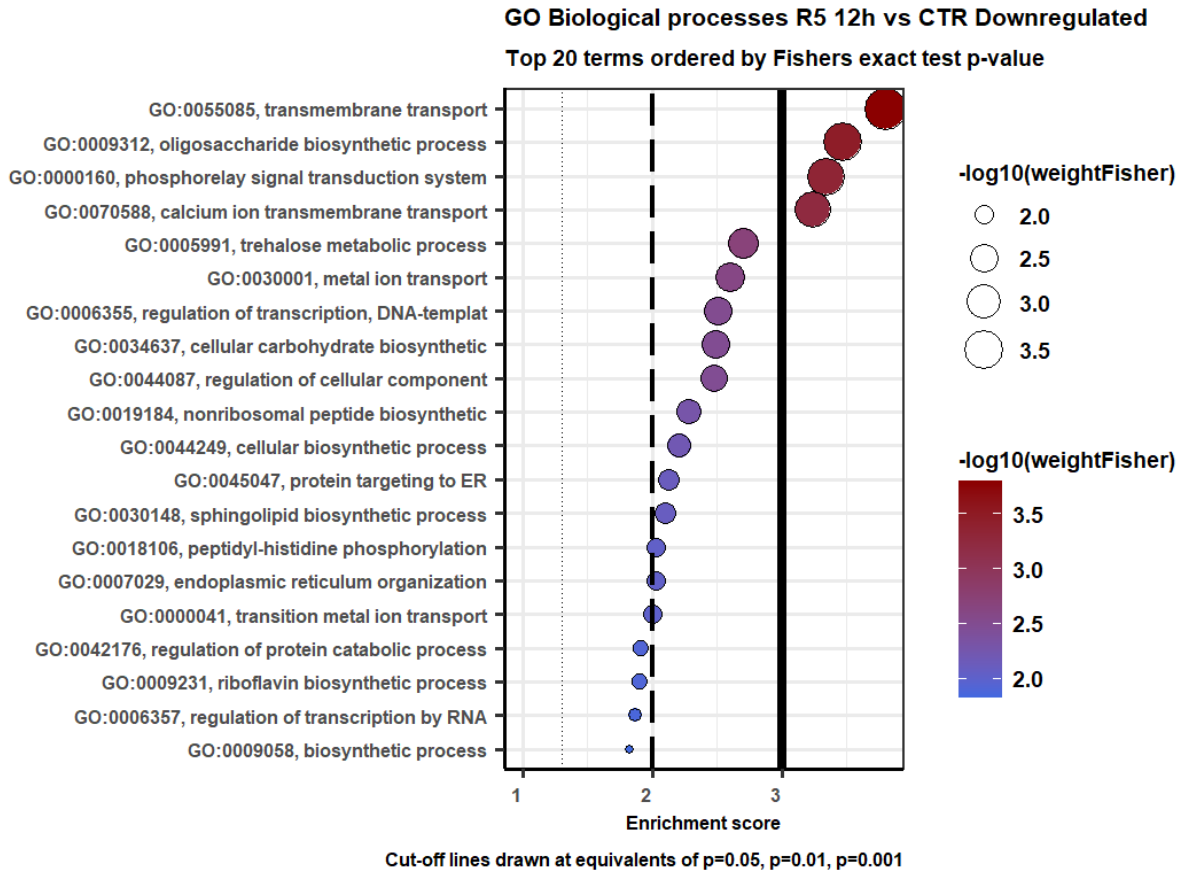 GO Biological processes R5 12h vs CTR Downregulated
Top 20 terms ordered by Fishers exact test p-value
GO:0055085, transmembrane transport
GO:0009312, oligosaccharide biosynthetic process
GO:0000160, phosphorelay signal transduction system
GO:0070588, calcium ion transmembrane transport
GO:0005991, trehalose metabolic process
GO:0030001, metal ion transport
GO:0006355, regulation of transcription, DNA-templat
GO:0034637, cellular carbohydrate biosynthetic
GO:0044087, regulation of cellular component
GO:0019184, nonribosomal peptide biosynthetic
GO:0044249, cellular biosynthetic process
GO:0045047, protein targeting to ER
GO:0030148, sphingolipid biosynthetic process
GO:0018106, peptidyl-histidine phosphorylation
GO:0007029, endoplasmic reticulum organization
GO:0000041, transition metal ion transport
GO:0042176, regulation of protein catabolic process
GO:0009231, riboflavin biosynthetic process
GO:0006357, regulation of transcription by RNA
GO:0009058, biosynthetic process
1 2 3
Enrichment score
Cut-off lines drawn at equivalents of p=0.05, p=0.01, p=0.001
-log10(weightFisher)
2.0
2.5
3.0
3.5
-log10(weightFisher)
3.5
3.0
2.5
2.0